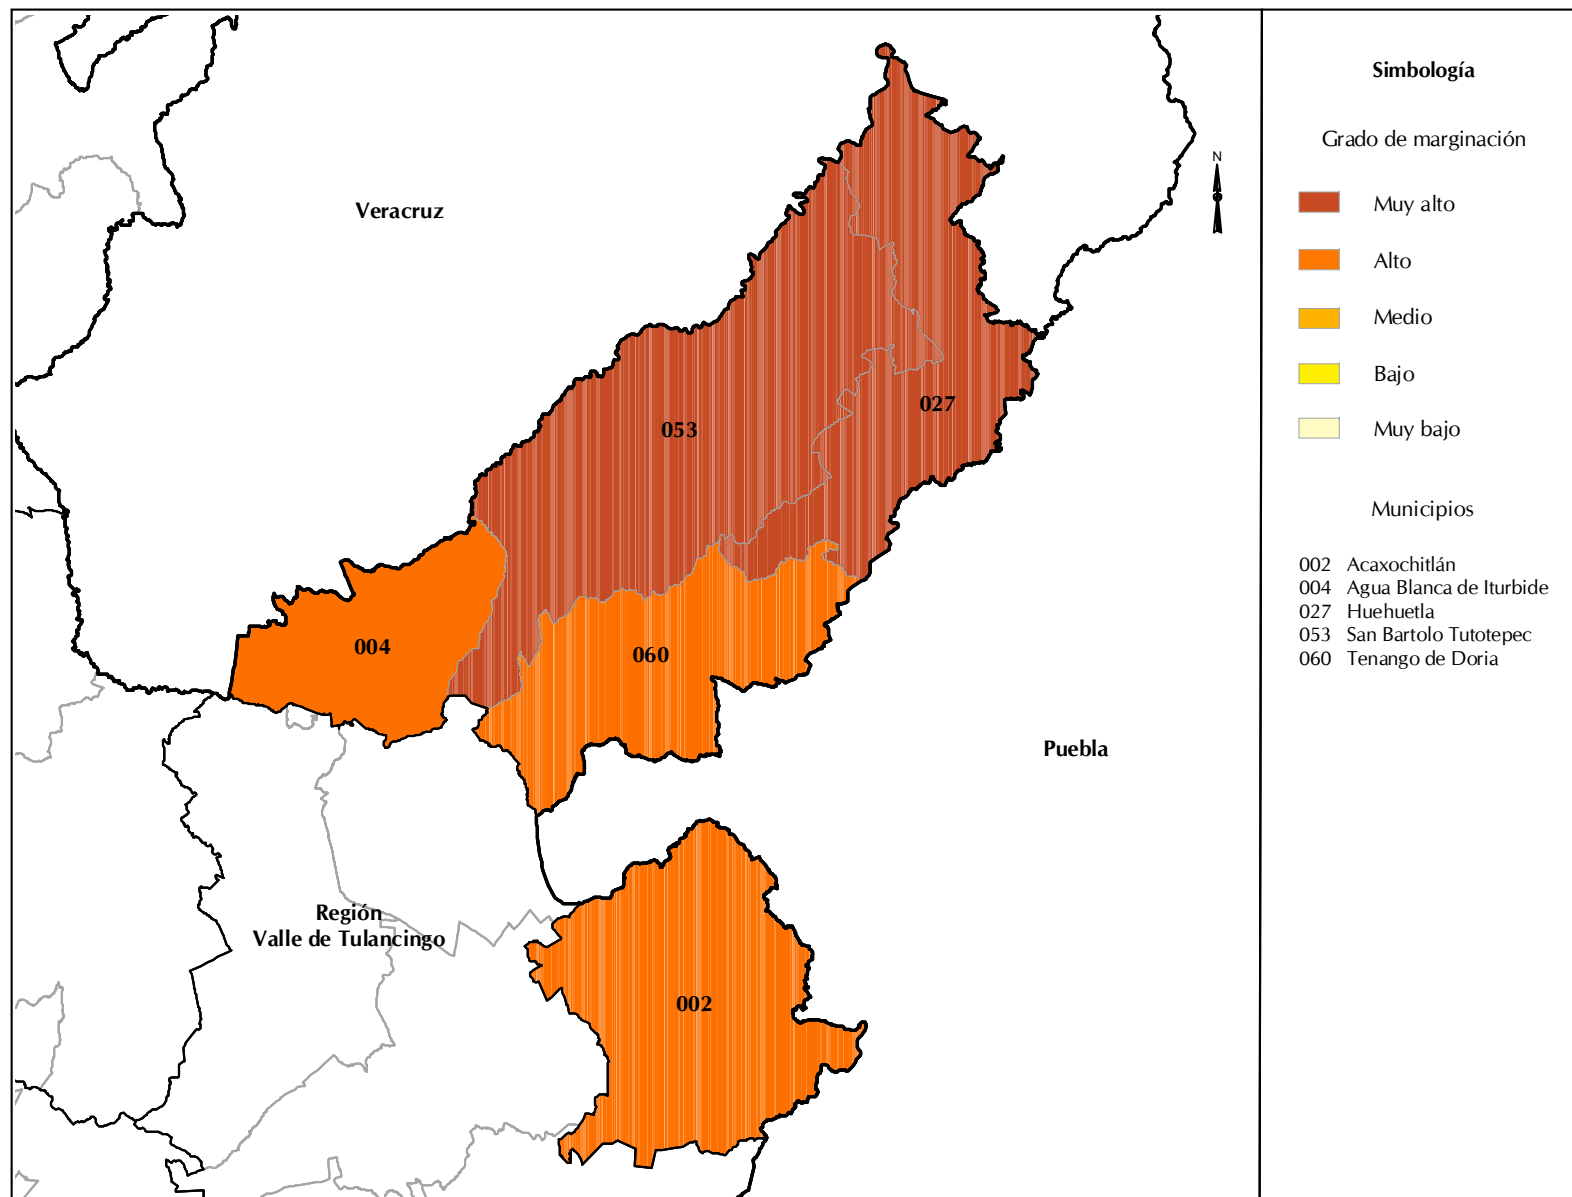 Veracruz
053
027
004
060
Puebla
Región
Valle de Tulancingo
002
N
Simbología
Grado de marginación
Muy alto
Alto
Medio
Bajo
Muy bajo
Municipios
002 Acaxochitlán
004 Agua Blanca de Iturbide
027 Huehuetla
053 San Bartolo Tutotepec
060 Tenango de Doria